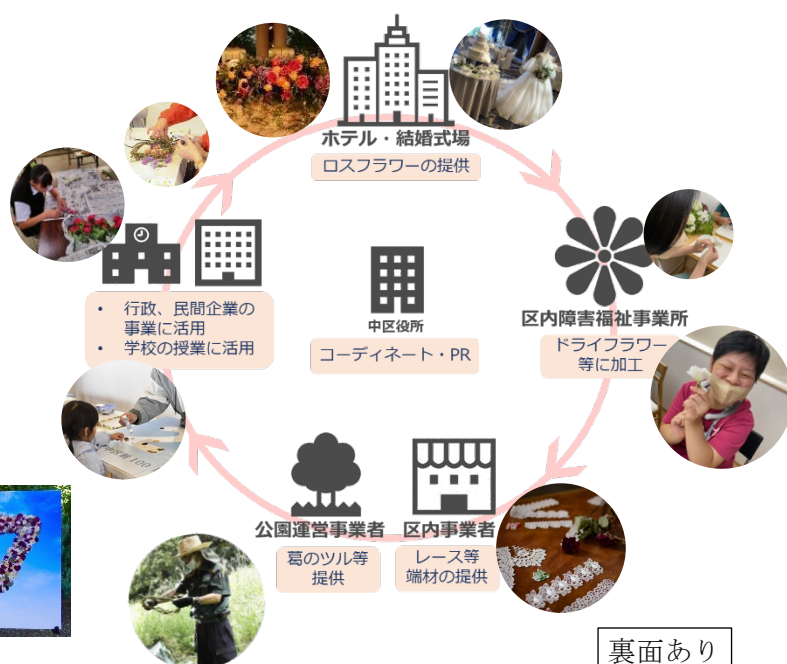 ホテル・結婚式場
ロスフラワーの提供
区内障害福祉事業所
ドライフラワー
等に加工
中区役所
コーディネート・PR
• 行政、民間企業の
事業に活用
• 学校の授業に活用
公園運営事業者
葛のツル等
提供
区内事業者
レース等
端材の提供
裏面あり